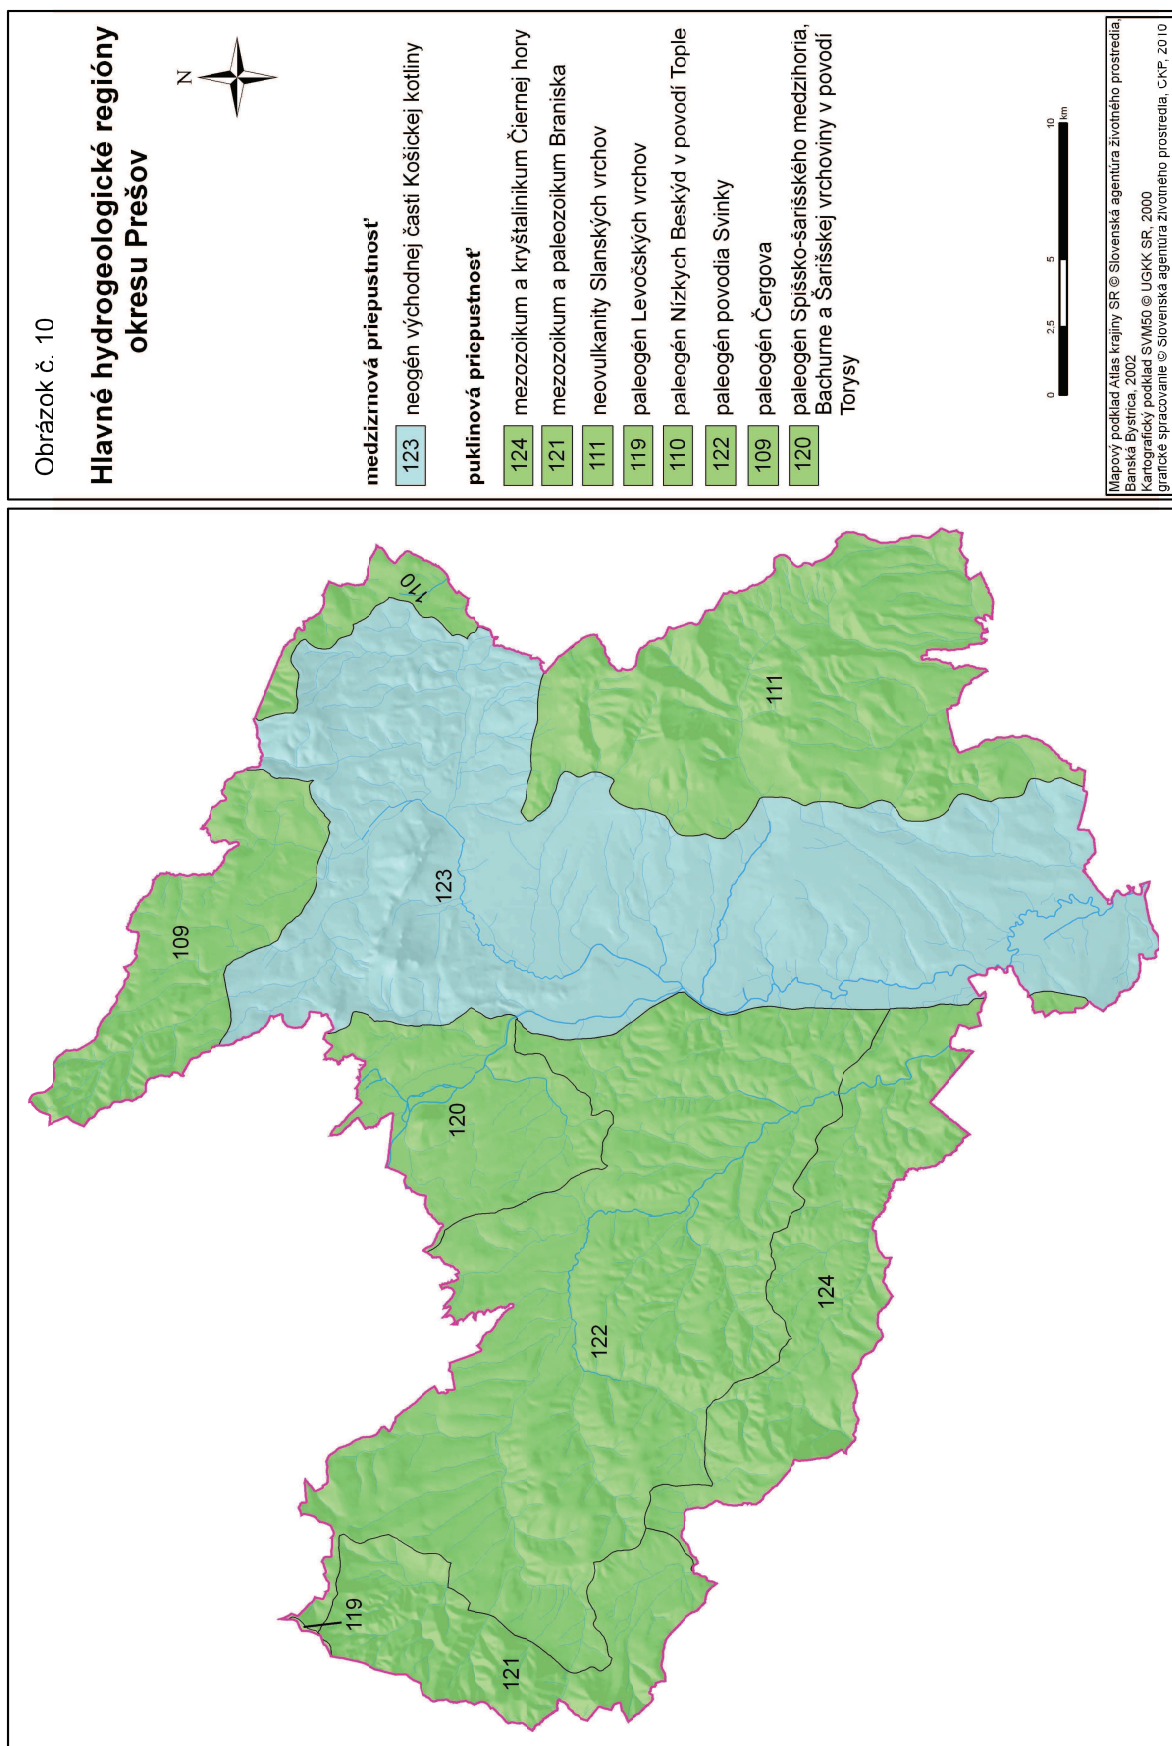 Obrázok č. 10
Hlavné hydrogeologické regióny
okresu Prešov
N
medzizrnová priepustnosť
123 neogén východnej časti Košickej kotliny
puklinová priepustnosť
124 mezozoikum a kryštalinikum Čiernej hory
121 mezozoikum a paleozoikum Braniska
111 neovulkanity Slanských vrchov
119 paleogén Levočských vrchov
110 paleogén Nízkych Beskýd v povodí Tople
122 paleogén povodia Svinky
109 paleogén Čergova
120 paleogén Spišsko-šarišského medzihoria,
Bachurne a Šarišskej vrchoviny v povodí
Torysy
0 2,5 5 10
km
Mapový podklad Atlas krajiny SR © Slovenská agentúra životného prostredia,
Banská Bystrica, 2002
Kartografický podklad SVM50 © UGKK SR, 2000
grafické spracovanie © Slovenská agentúra životného prostredia, CKP, 2010
109
110
123
120
111
122
124
119
121